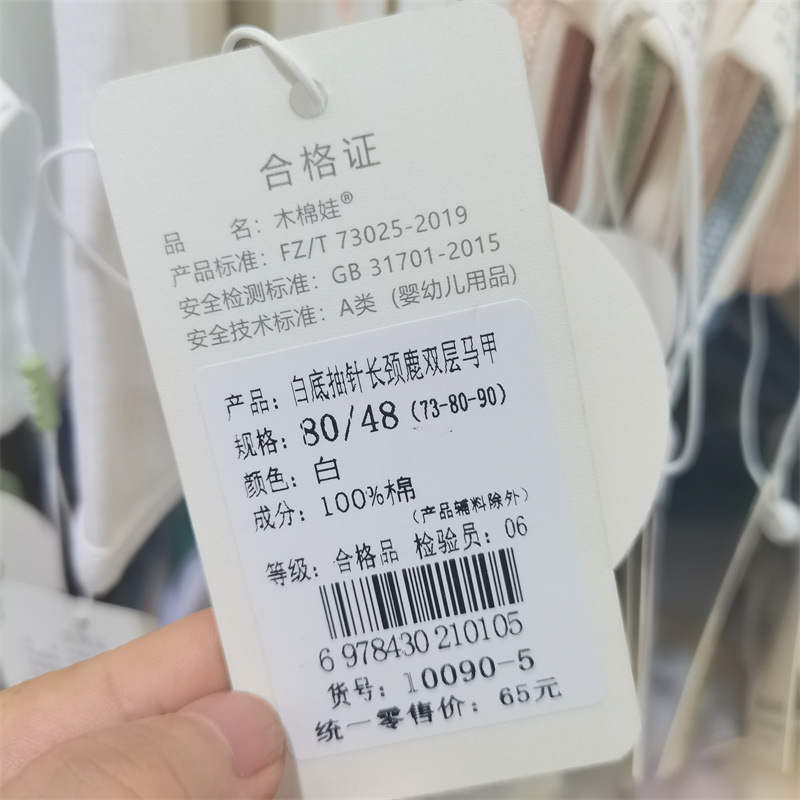 合格证
品 名：木棉娃®
产品标准：FZ/T 73025-2019
安全检测标准：GB 31701-2015
安全技术标准：A类（婴幼儿用品）
产品：白底抽针长颈鹿双层马甲
规格：80/48（73-80-90）
颜色：白
成分：100%棉
（产品辅料除外）
等级：合格品 检验员：06
6 978430 210105
货号：10090-5
统一零售价：65元